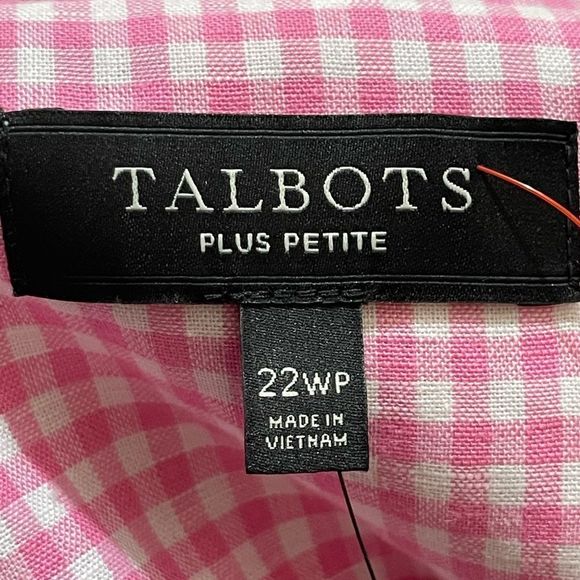 TALBOTS
PLUS PETITE
22WP
MADE IN
VIETNAM